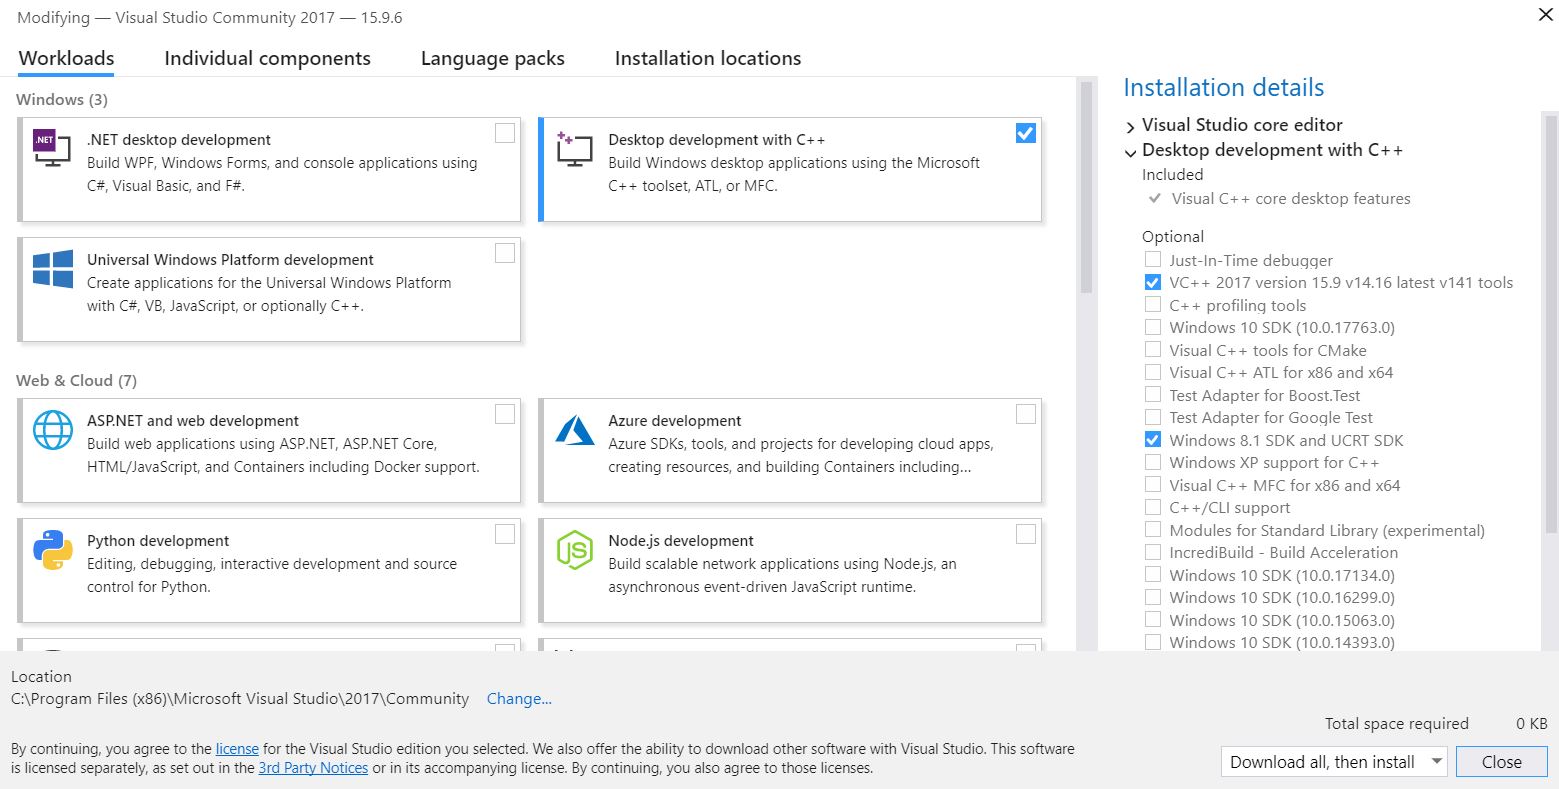 Modifying — Visual Studio Community 2017 — 15.9.6
Workloads Individual components Language packs Installation locations
Windows (3)
.NET
.NET desktop development
Build WPF, Windows Forms, and console applications using
C#, Visual Basic, and F#.
Desktop development with C++
Build Windows desktop applications using the Microsoft
C++ toolset, ATL, or MFC.
Universal Windows Platform development
Create applications for the Universal Windows Platform
with C#, VB, JavaScript, or optionally C++.
Web & Cloud (7)
ASP.NET and web development
Build web applications using ASP.NET, ASP.NET Core,
HTML/JavaScript, and Containers including Docker support.
Azure development
Azure SDKs, tools, and projects for developing cloud apps,
creating resources, and building Containers including...
Python development
Editing, debugging, interactive development and source
control for Python.
JS
Node.js development
Build scalable network applications using Node.js, an
asynchronous event-driven JavaScript runtime.
Installation details
Visual Studio core editor
Desktop development with C++
Included
Visual C++ core desktop features
Optional
Just-In-Time debugger
VC++ 2017 version 15.9 v14.16 latest v141 tools
C++ profiling tools
Windows 10 SDK (10.0.17763.0)
Visual C++ tools for CMake
Visual C++ ATL for x86 and x64
Test Adapter for Boost.Test
Test Adapter for Google Test
Windows 8.1 SDK and UCRT SDK
Windows XP support for C++
Visual C++ MFC for x86 and x64
C++/CLI support
Modules for Standard Library (experimental)
IncrediBuild - Build Acceleration
Windows 10 SDK (10.0.17134.0)
Windows 10 SDK (10.0.16299.0)
Windows 10 SDK (10.0.15063.0)
Windows 10 SDK (10.0.14393.0)
Location
C:\Program Files (x86)\Microsoft Visual Studio\2017\Community Change...
Total space required 0 KB
By continuing, you agree to the license for the Visual Studio edition you selected. We also offer the ability to download other software with Visual Studio. This software
is licensed separately, as set out in the 3rd Party Notices or in its accompanying license. By continuing, you also agree to those licenses.
Download all, then install
Close